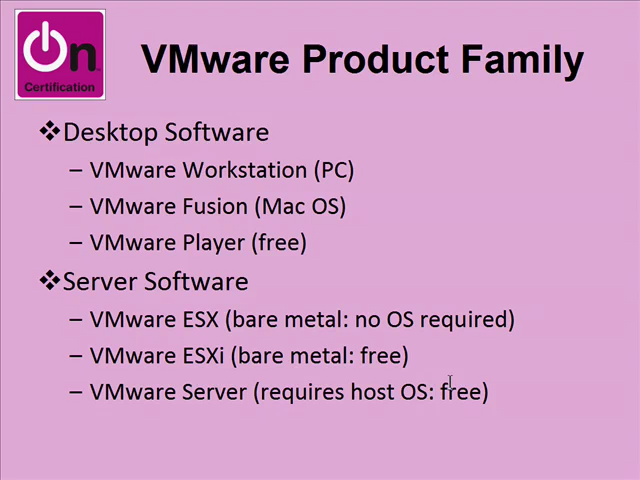 On
Certification
VMware Product Family
❖Desktop Software
– VMware Workstation (PC)
– VMware Fusion (Mac OS)
– VMware Player (free)
❖Server Software
– VMware ESX (bare metal: no OS required)
– VMware ESXi (bare metal: free)
– VMware Server (requires host OS: free)